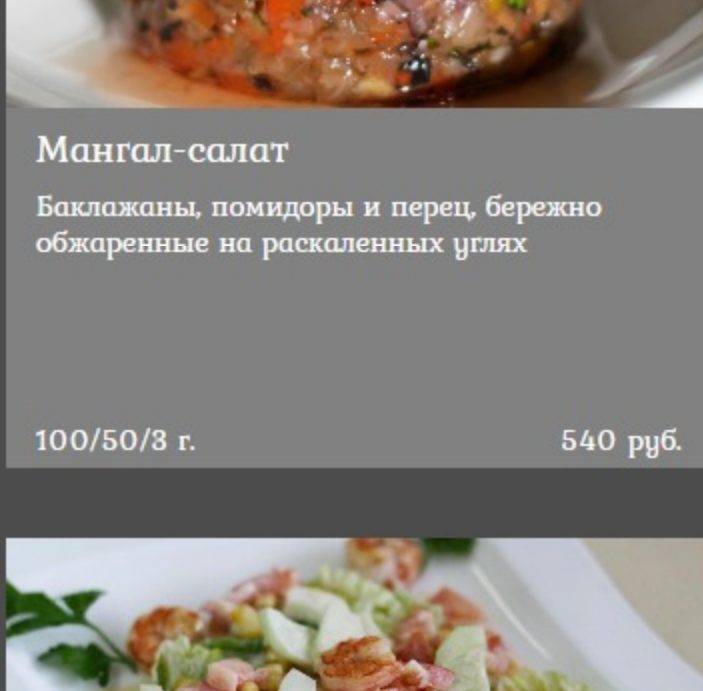 Мангал-салат
Баклажаны, помидоры и перец, бережно
обжаренные на раскаленных углях
100/50/3 г.
540 руб.